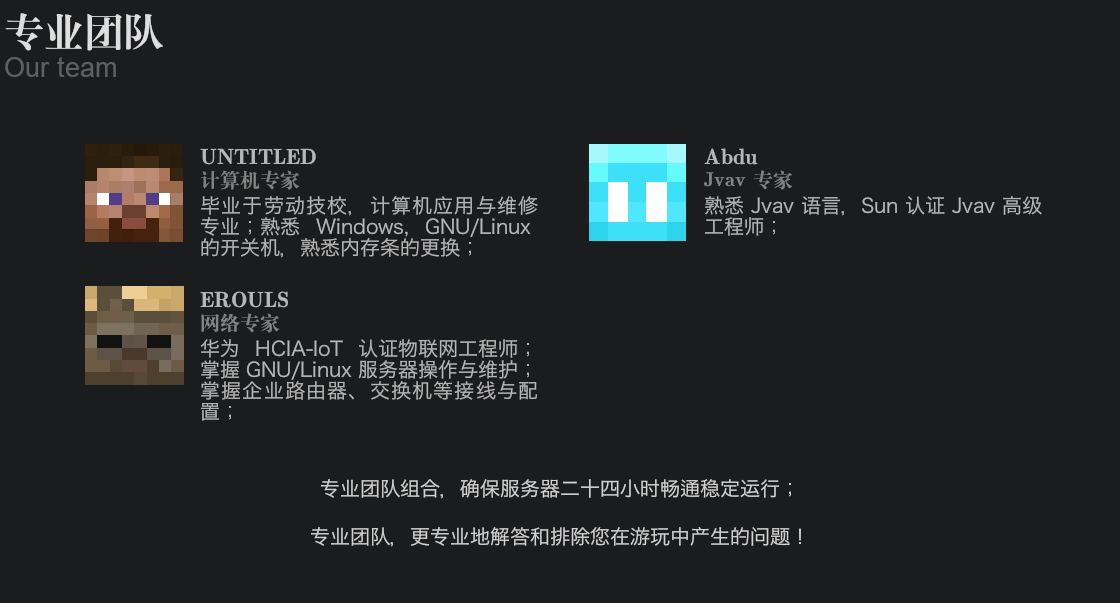 专业团队
Our team
UNTITLED
计算机专家
毕业于劳动技校，计算机应用与维修
专业；熟悉 Windows，GNU/Linux
的开关机，熟悉内存条的更换；
Abdu
Jvav 专家
熟悉 Jvav 语言，Sun 认证 Jvav 高级
工程师；
EROULS
网络专家
华为 HCIA-IoT 认证物联网工程师；
掌握 GNU/Linux 服务器操作与维护；
掌握企业路由器、交换机等接线与配
置；
专业团队组合，确保服务器二十四小时畅通稳定运行；
专业团队，更专业地解答和排除您在游玩中产生的问题！